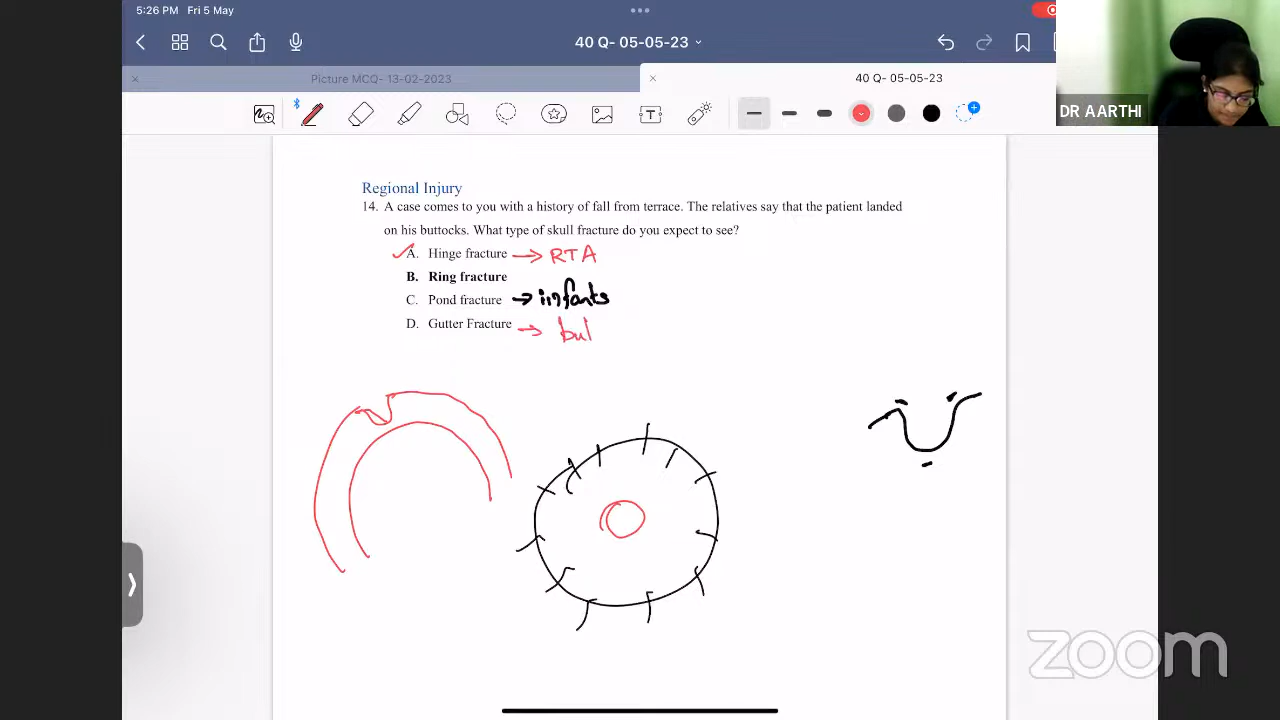 5:26 PM Fri 5 May
40 Q- 05-05-23
Picture MCQ- 13-02-2023
40 Q- 05-05-23
DR AARTHI
Regional Injury
14. A case comes to you with a history of fall from terrace. The relatives say that the patient landed
on his buttocks. What type of skull fracture do you expect to see?
A. Hinge fracture → RTA
B. Ring fracture
C. Pond fracture → infants
D. Gutter Fracture → bul
zoom